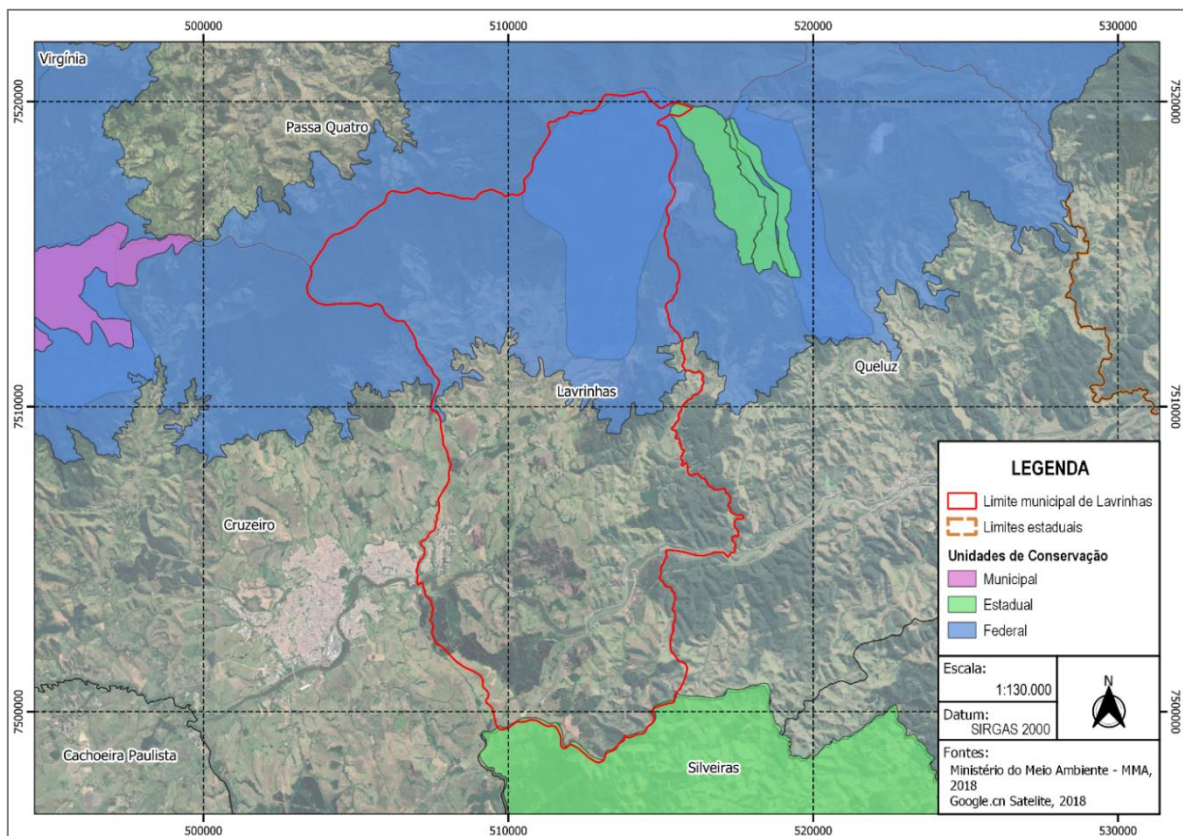 500000
510000
520000
530000
Virgínia
7520000
7520000
Passa Quatro
Queluz
Lavrinhas
7510000
7510000
Cruzeiro
LEGENDA
Limite municipal de Lavrinhas
Límites estaduais
Unidades de Conservação
Municipal
Estadual
Federal
Escala:
1:130.000
N
Datum:
SIRGAS 2000
7500000
7500000
Fontes:
Ministério do Meio Ambiente - MMA,
2018
Google.cn Satelite, 2018
Cachoeira Paulista
Silveiras
500000
510000
520000
530000